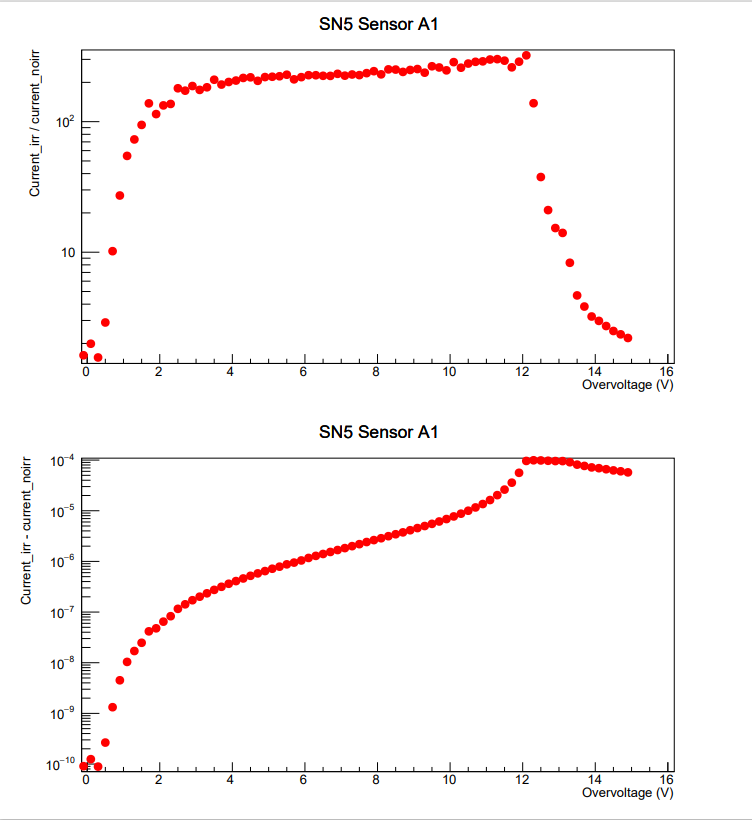 SN5 Sensor A1
Current_irr / current_noirr
10²
10
0 2 4 6 8 10 12 14 16
Overvoltage (V)
SN5 Sensor A1
Current_irr - current_noirr
10⁻⁴
10⁻⁵
10⁻⁶
10⁻⁷
10⁻⁸
10⁻⁹
10⁻¹⁰
0 2 4 6 8 10 12 14 16
Overvoltage (V)